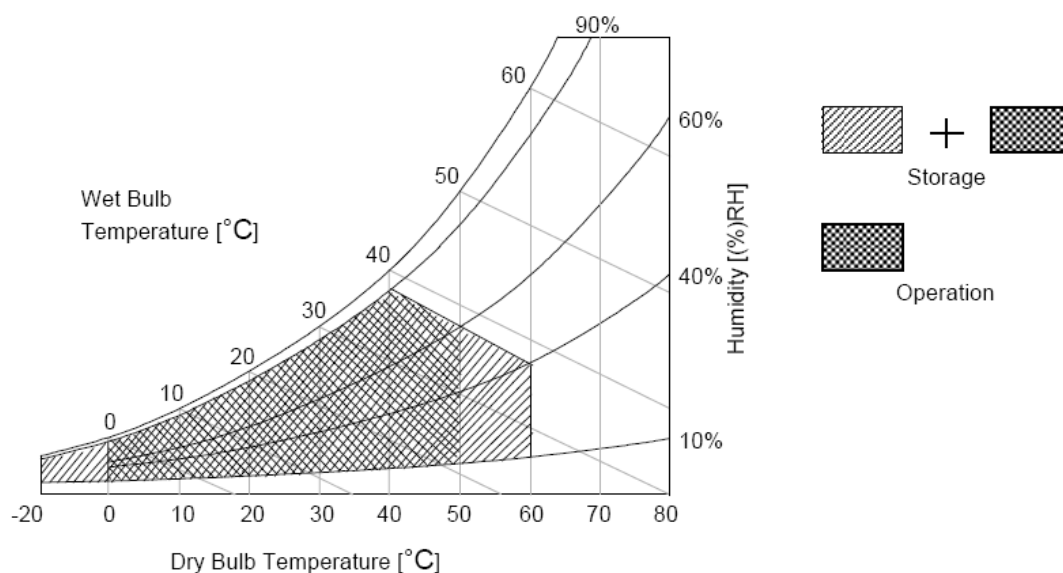 90%
60
60%
50
Wet Bulb
Temperature [°C]
40
30
20
10
0
40%
10%
Humidity [(%)RH]
-20 0 10 20 30 40 50 60 70 80
Dry Bulb Temperature [°C]
+
Storage
Operation